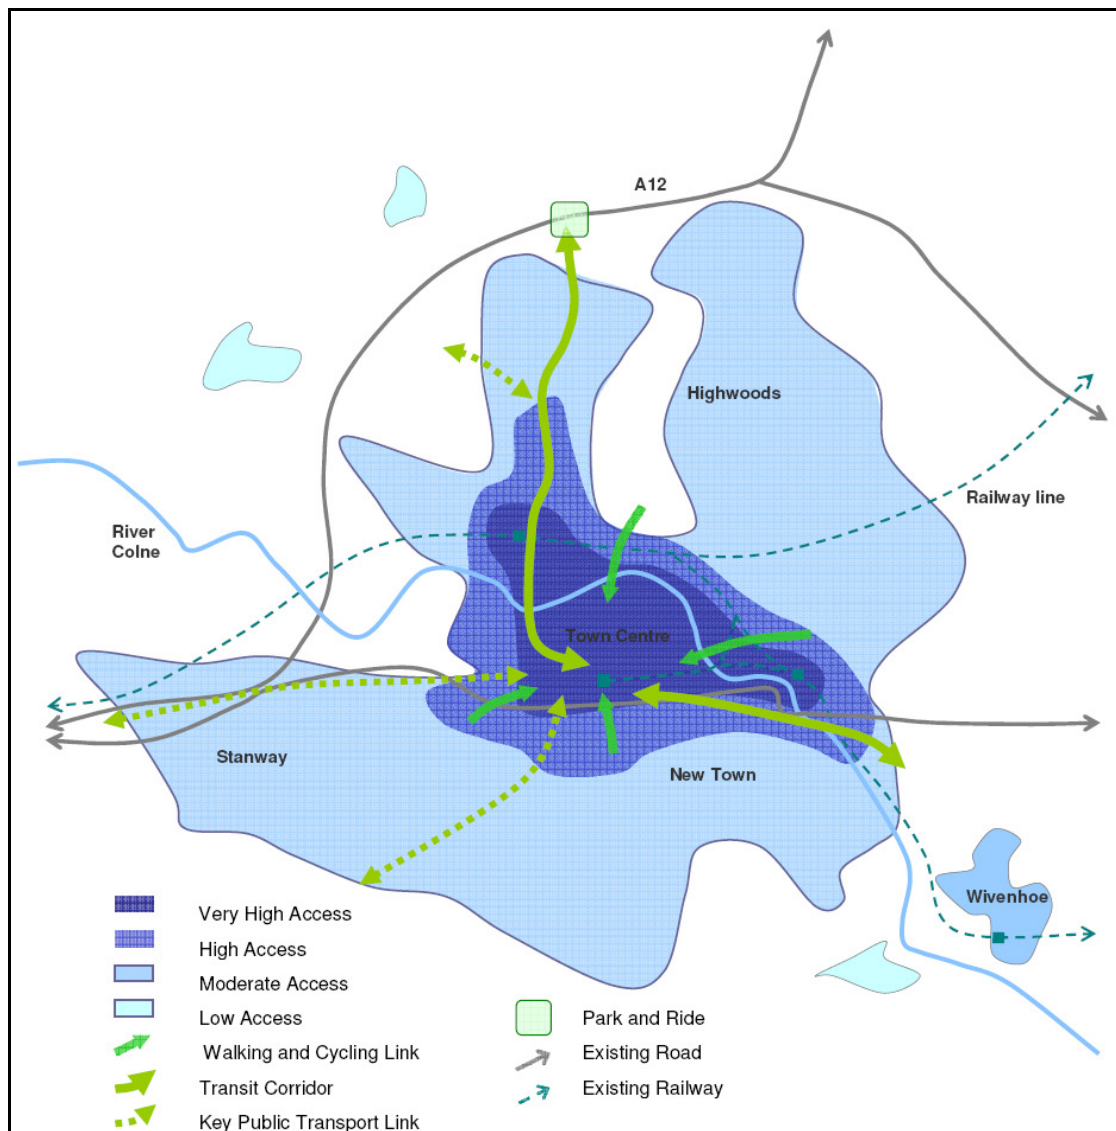 A12
Highwoods
Railway line
River
Colne
Town Centre
Stanway
New Town
Wivenhoe
Very High Access
High Access
Moderate Access
Low Access
Walking and Cycling Link
Transit Corridor
Key Public Transport Link
Park and Ride
Existing Road
Existing Railway